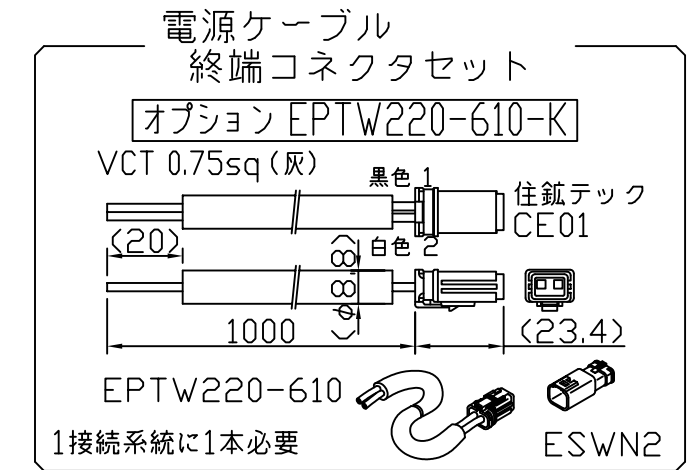 電源ケーブル
終端コネクタセット
オプション EPTW220-610-K
VCT 0.75sq(灰)
黒色 1
住鉱テック
CE01
(20)
白色 2
(φ8.8)
1000
(23.4)
EPTW220-610
1接続系統に1本必要
ESWN2